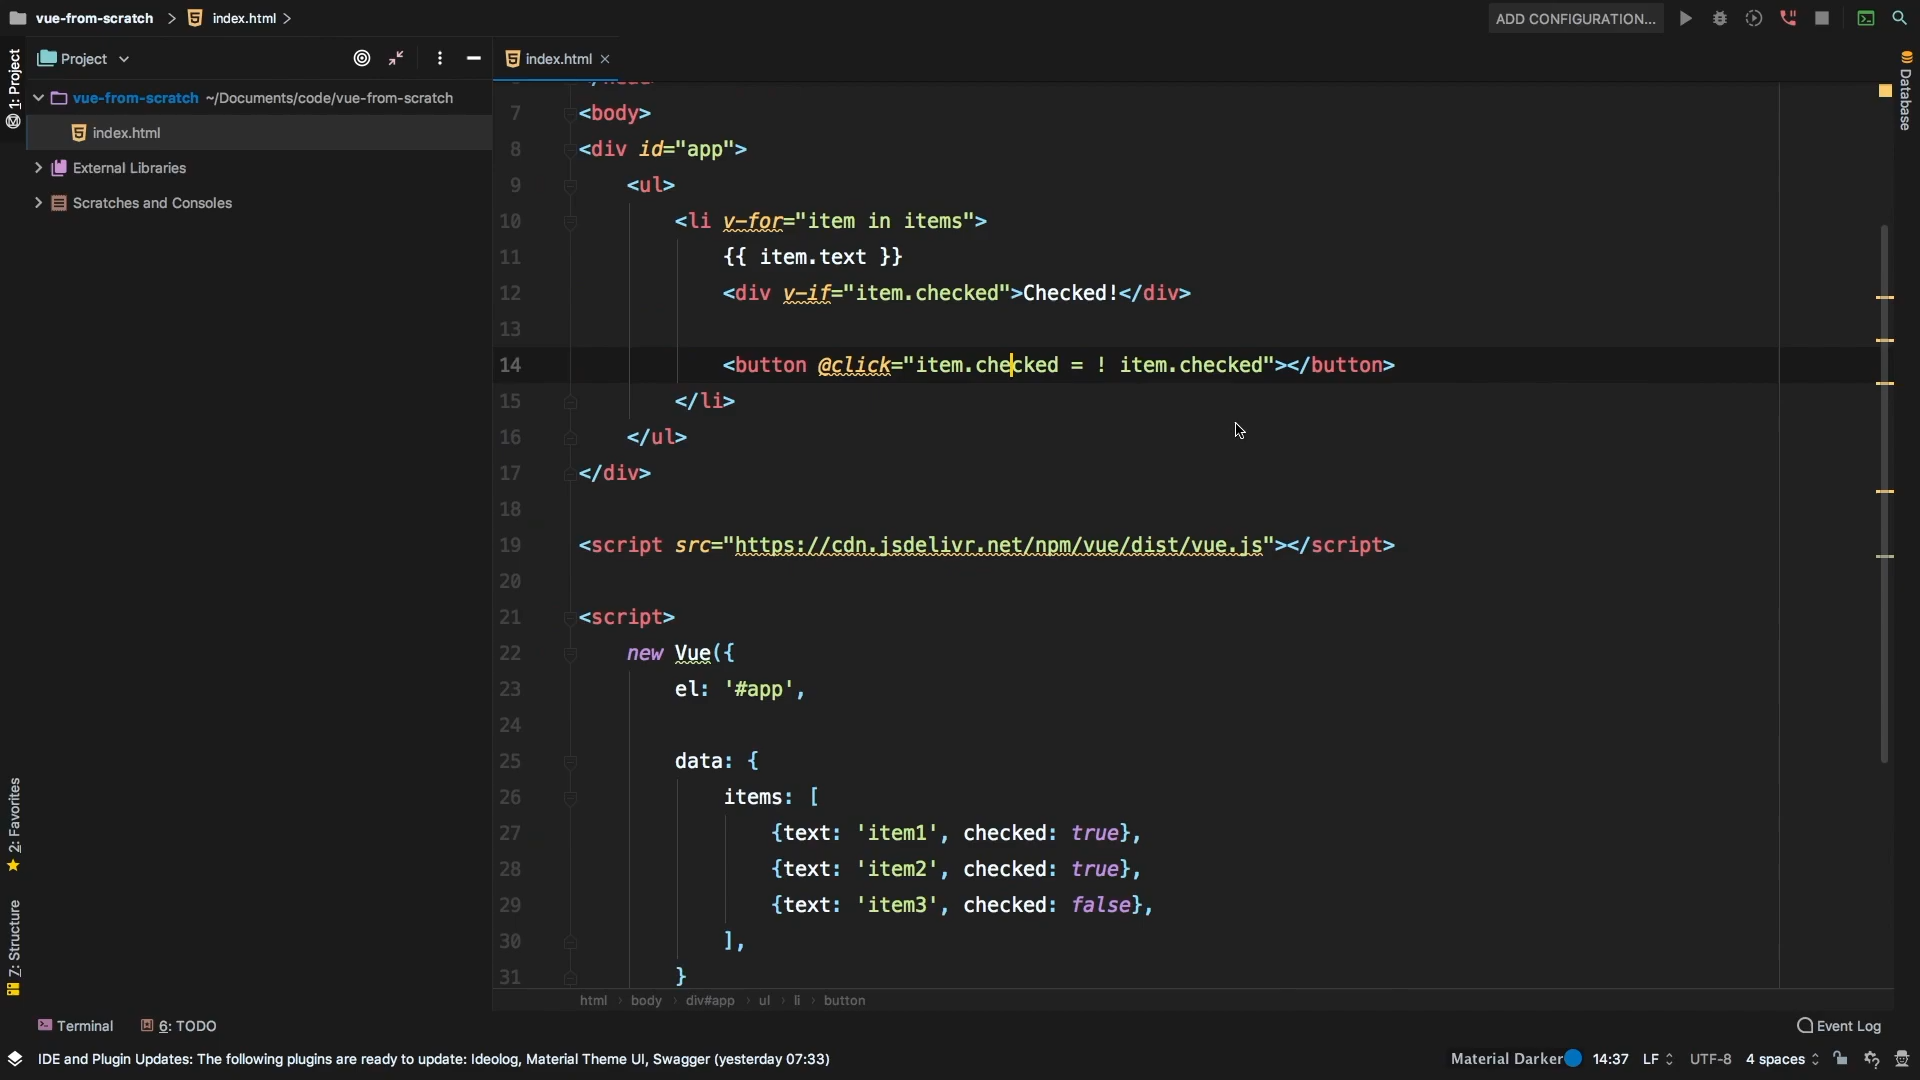 vue-from-scratch
index.html
ADD CONFIGURATION...
1: Project
Project
index.html
Database
vue-from-scratch ~/Documents/code/vue-from-scratch
index.html
External Libraries
Scratches and Consoles
7 <body>
8 <div id="app">
9 <ul>
10 <li v-for="item in items">
11 {{ item.text }}
12 <div v-if="item.checked">Checked!</div>
13
14 <button @click="item.checked = ! item.checked"></button>
15 </li>
16 </ul>
17 </div>
18
19 <script src="https://cdn.jsdelivr.net/npm/vue/dist/vue.js"></script>
20
21 <script>
22 new Vue({
23 el: '#app',
24
25 data: {
26 items: [
27 {text: 'item1', checked: true},
28 {text: 'item2', checked: true},
29 {text: 'item3', checked: false},
30 ],
31 }
2: Favorites
7: Structure
html body div#app ul li button
Terminal
6: TODO
Event Log
IDE and Plugin Updates: The following plugins are ready to update: Ideolog, Material Theme UI, Swagger (yesterday 07:33)
Material Darker 14:37 LF UTF-8 4 spaces